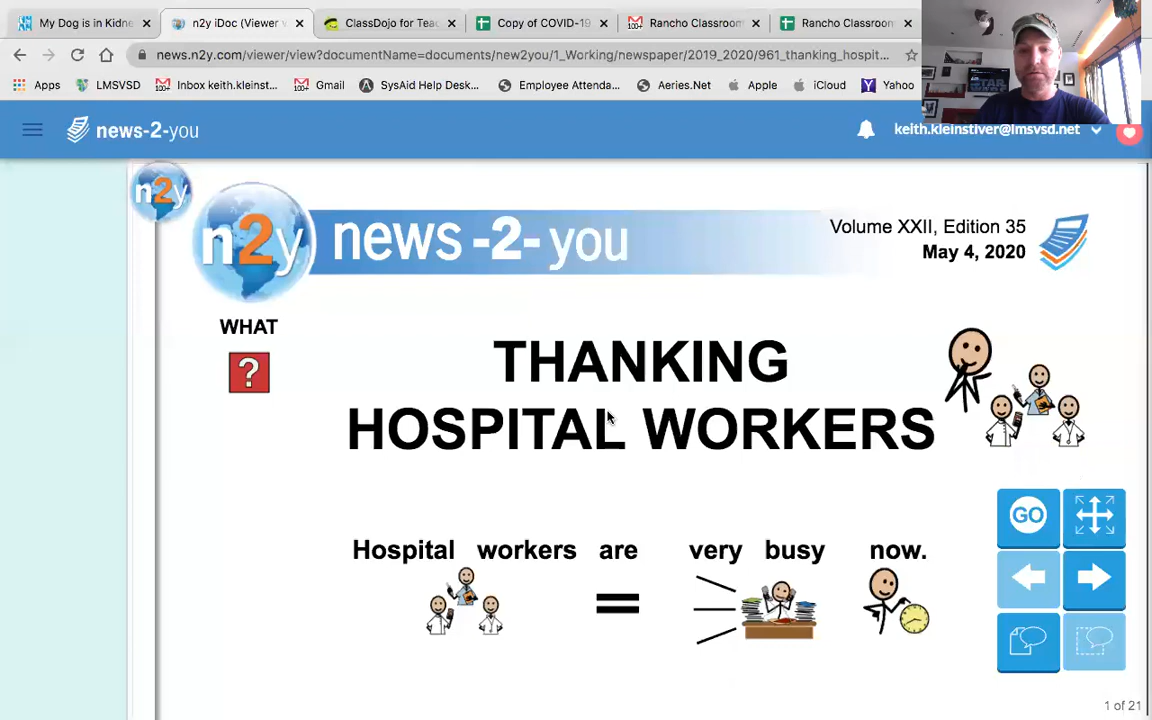 My Dog is in Kidne
n2y iDoc (Viewer v
ClassDojo for Teac
Copy of COVID-19
100+
Rancho Classroom
Rancho Classroom
news.n2y.com/viewer/view?documentName=documents/new2you/1_Working/newspaper/2019_2020/961_thanking_hospit...
Apps
LMSVSD
100+
Inbox keith.kleinst...
100+
Gmail
SysAid Help Desk...
Employee Attenda...
Aeries.Net
Apple
iCloud
Yahoo
news-2-you
keith.kleinstiver@lmsvsd.net
n2y
n2y
news -2- you
Volume XXII, Edition 35
May 4, 2020
WHAT
?
THANKING
HOSPITAL WORKERS
GO
Hospital workers are very busy now.
=
1 of 21